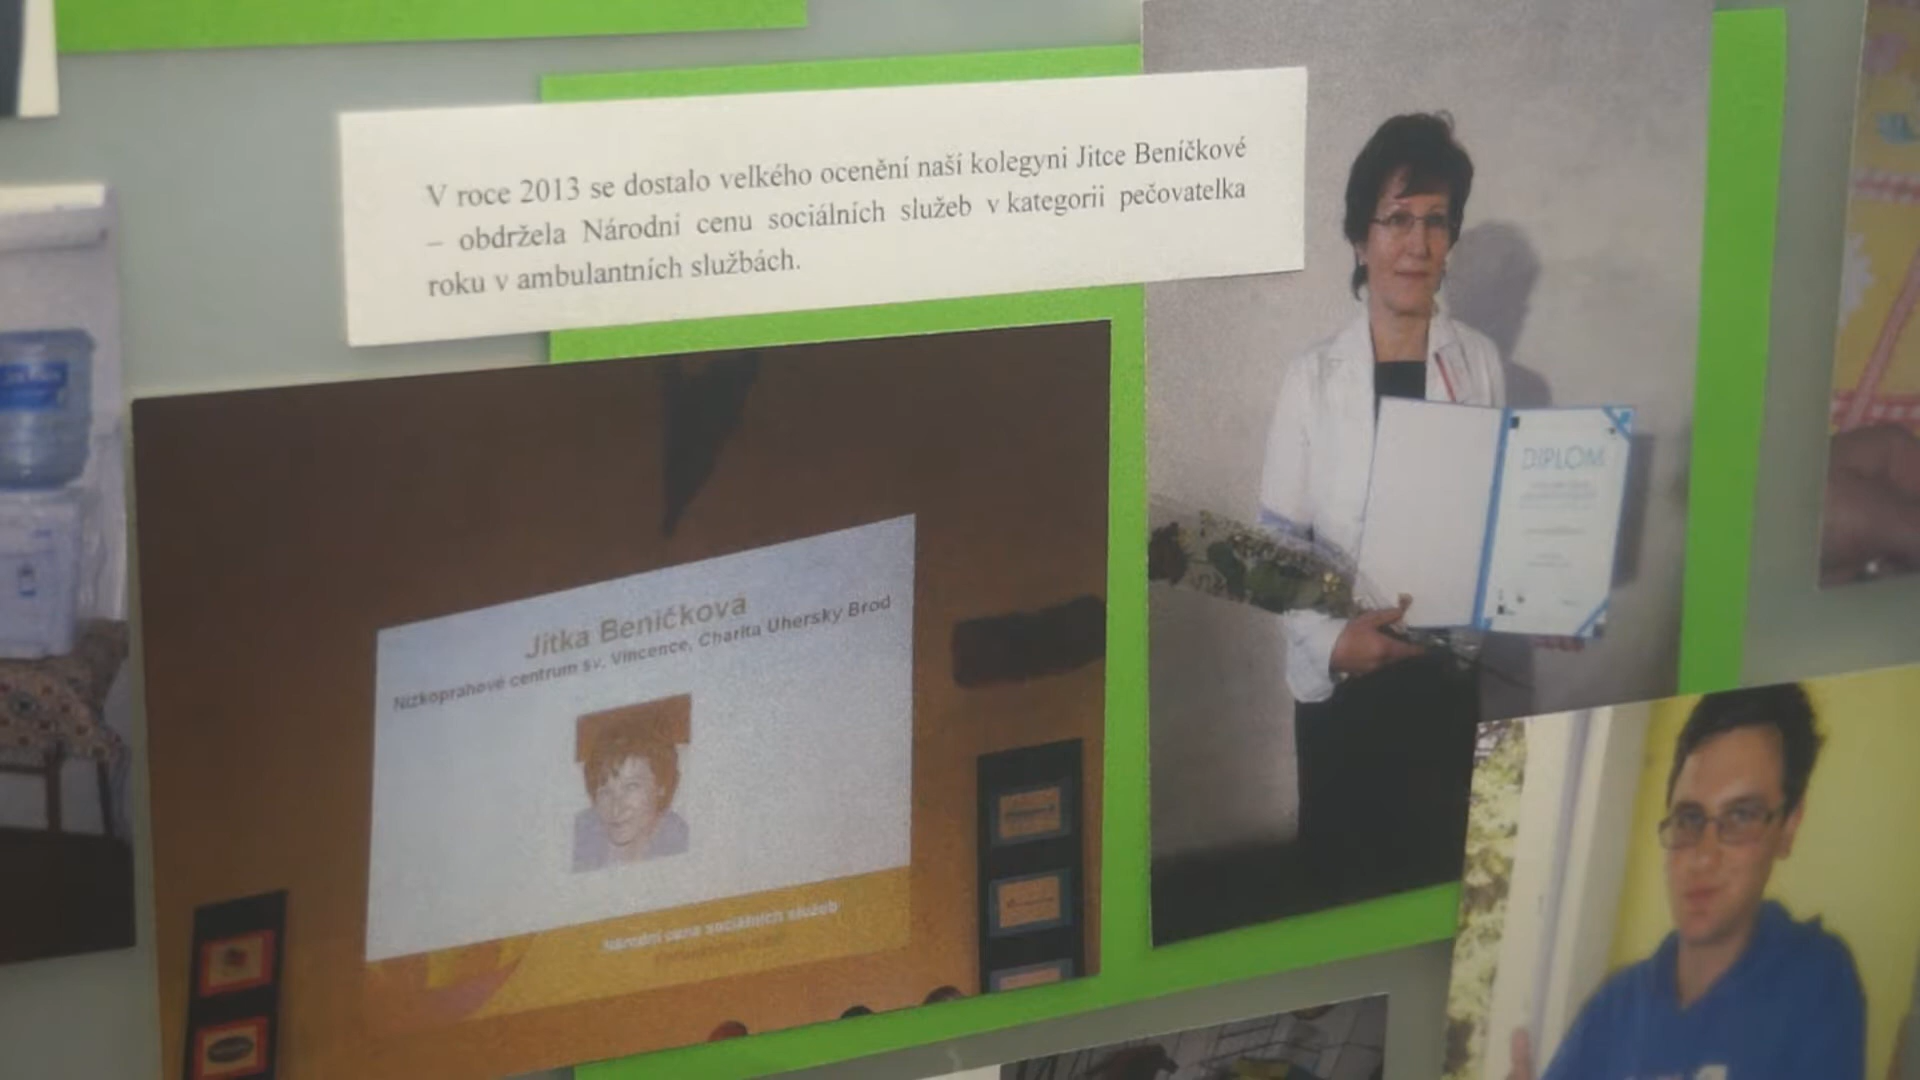 V roce 2013 se dostalo velkého ocenění naší kolegyni Jitce Beníčkové
– obdržela Národní cenu sociálních služeb v kategorii pečovatelka
roku v ambulantních službách.
Jitka Beníčkova
Nízkoprahové centrum sv. Vincence, Charita Uherský Brod
Národní cena sociálních služeb
DIPLOM